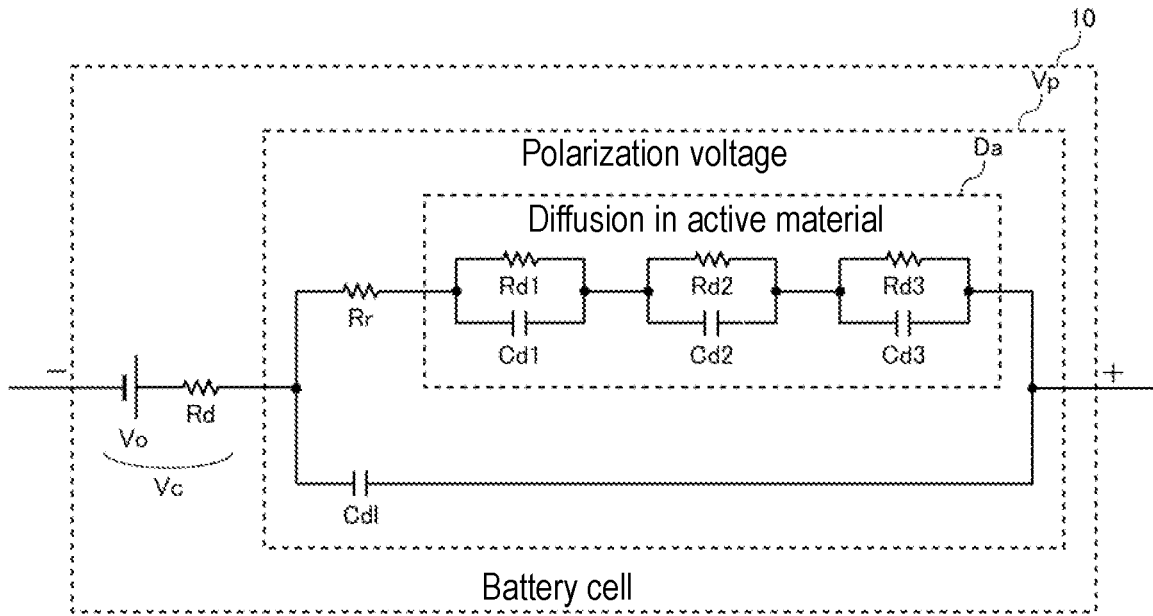 10
Vp
Polarization voltage
Da
Diffusion in active material
Rd1
Rd2
Rd3
Rr
Cd1
Cd2
Cd3
−
+
Rd
Vo
Vc
Cdl
Battery cell